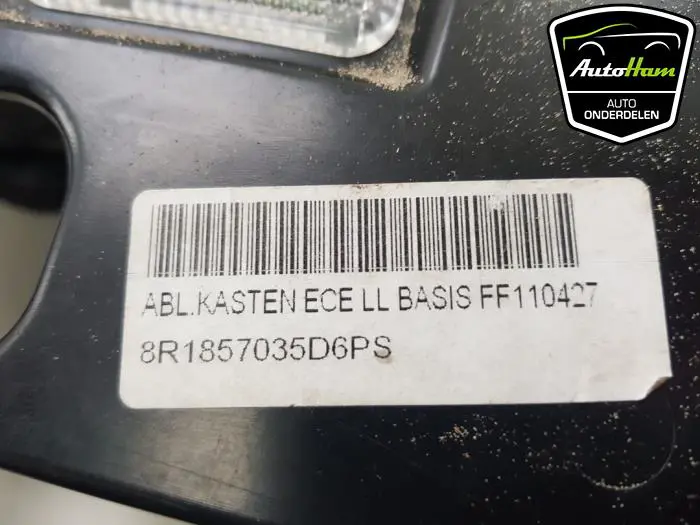 AutoHam
AUTO
ONDERDELEN
ABL.KASTEN ECE LL BASIS FF110427
8R1857035D6PS